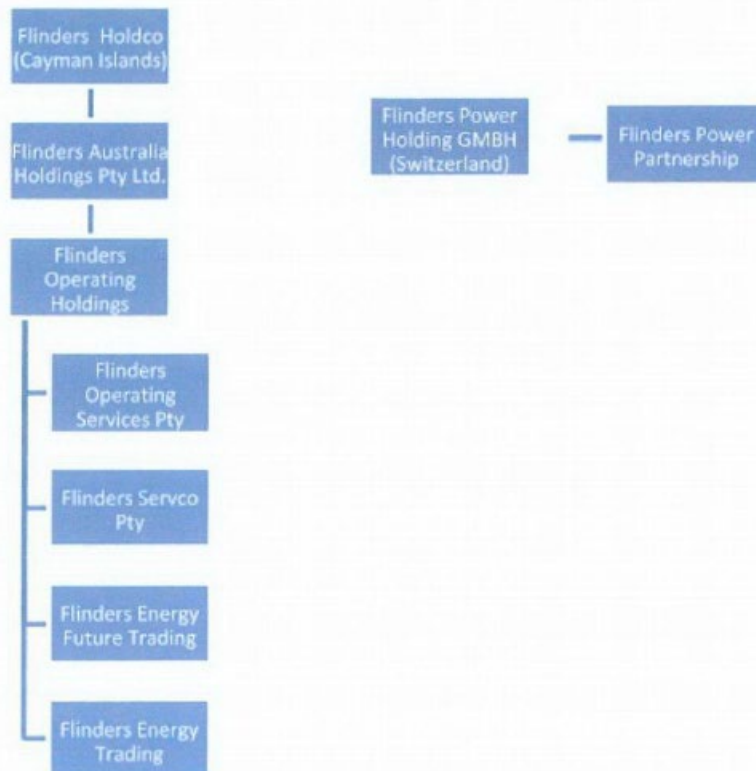 Flinders Holdco
(Cayman Islands)
Flinders Australia
Holdings Pty Ltd.
Flinders
Operating
Holdings
Flinders
Operating
Services Pty
Flinders Servco
Pty
Flinders Energy
Future Trading
Flinders Energy
Trading
Flinders Power
Holding GMBH
(Switzerland)
Flinders Power
Partnership